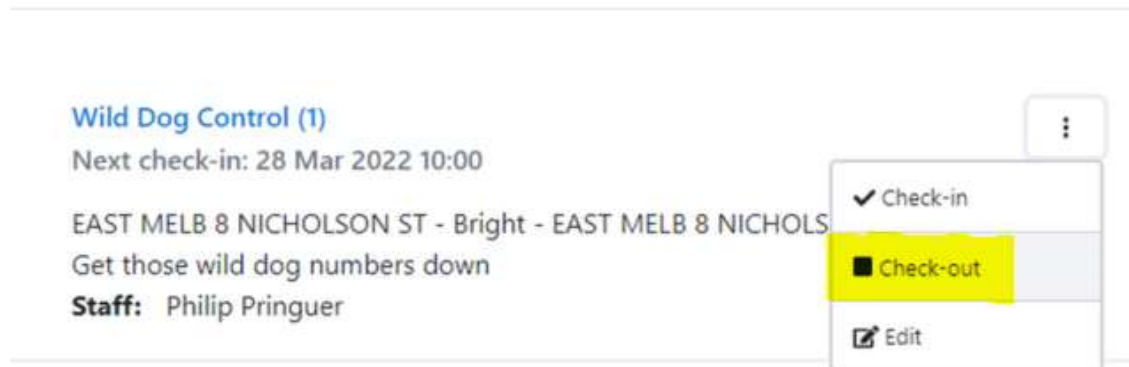 Wild Dog Control (1)
Next check-in: 28 Mar 2022 10:00
EAST MELB 8 NICHOLSON ST - Bright - EAST MELB 8 NICHOLS
Get those wild dog numbers down
Staff: Philip Pringuer
Check-in
Check-out
Edit